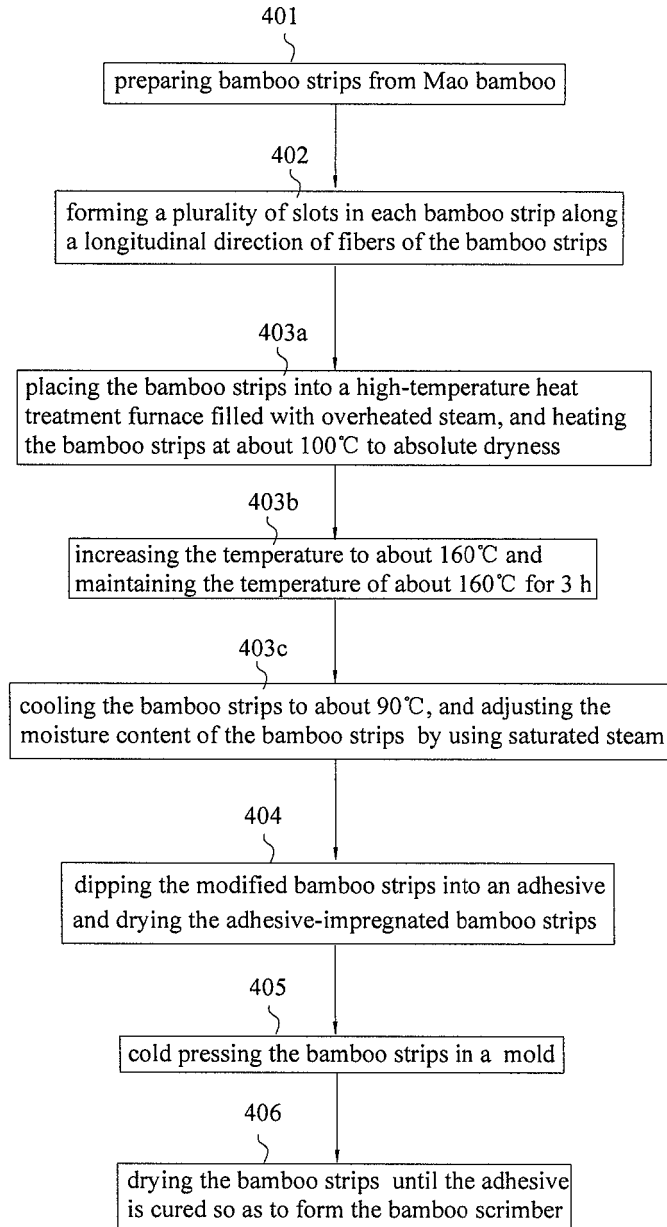 401
preparing bamboo strips from Mao bamboo
402
forming a plurality of slots in each bamboo strip along
a longitudinal direction of fibers of the bamboo strips
403a
placing the bamboo strips into a high-temperature heat
treatment furnace filled with overheated steam, and heating
the bamboo strips at about 100℃ to absolute dryness
403b
increasing the temperature to about 160℃ and
maintaining the temperature of about 160℃ for 3 h
403c
cooling the bamboo strips to about 90℃, and adjusting the
moisture content of the bamboo strips by using saturated steam
404
dipping the modified bamboo strips into an adhesive
and drying the adhesive-impregnated bamboo strips
405
cold pressing the bamboo strips in a mold
406
drying the bamboo strips until the adhesive
is cured so as to form the bamboo scrimber